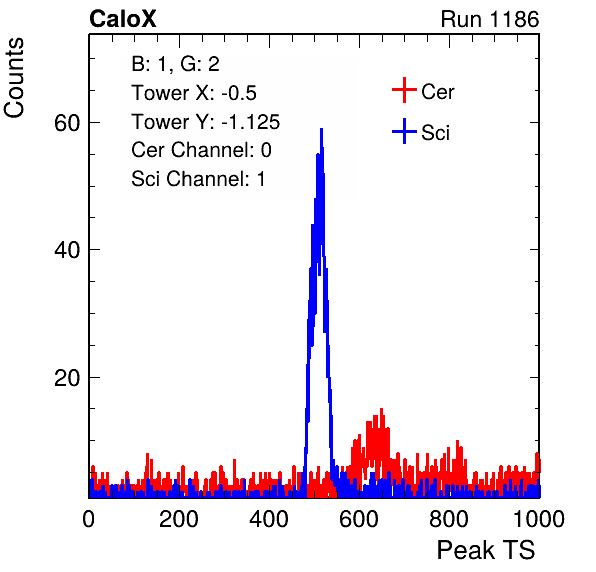 CaloX Run 1186
Counts
B: 1, G: 2
Tower X: -0.5
Tower Y: -1.125
Cer Channel: 0
Sci Channel: 1
Cer
Sci
60
40
20
0 200 400 600 800 1000
Peak TS